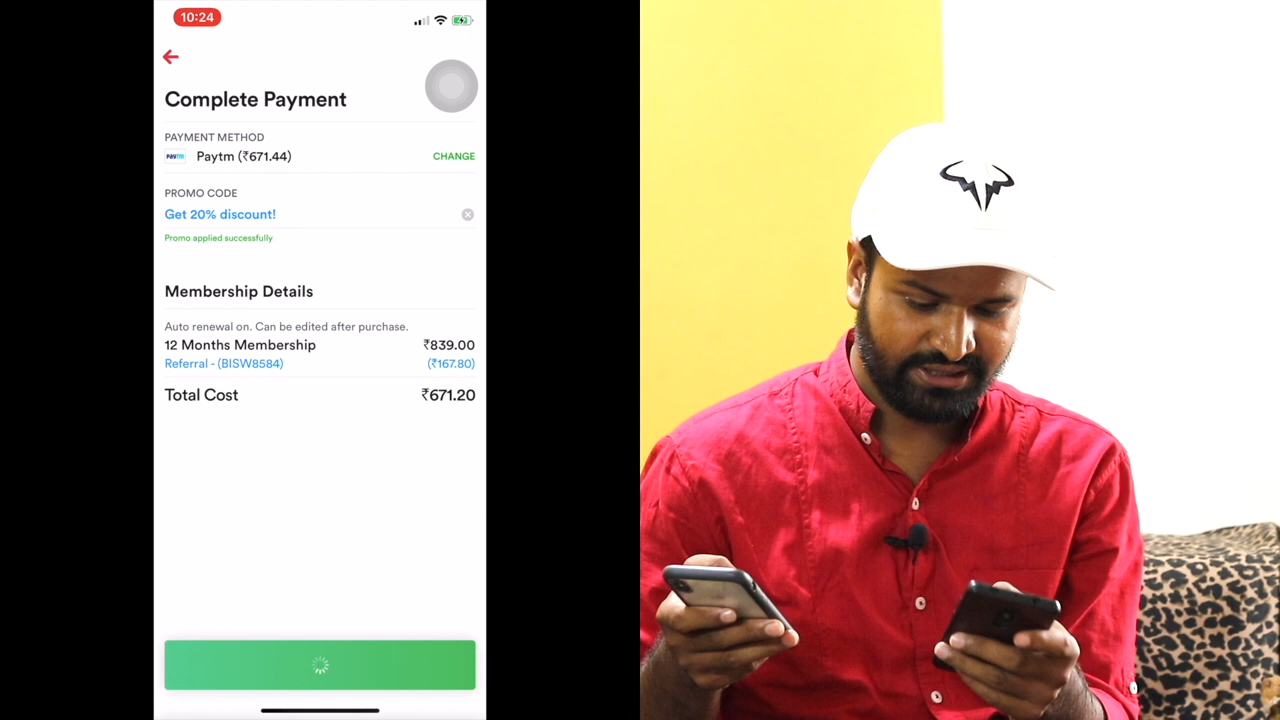 10:24
Complete Payment
PAYMENT METHOD
Paytm
Paytm (₹671.44)
CHANGE
PROMO CODE
Get 20% discount!
Promo applied successfully
Membership Details
Auto renewal on. Can be edited after purchase.
12 Months Membership ₹839.00
Referral - (BISW8584) (₹167.80)
Total Cost ₹671.20